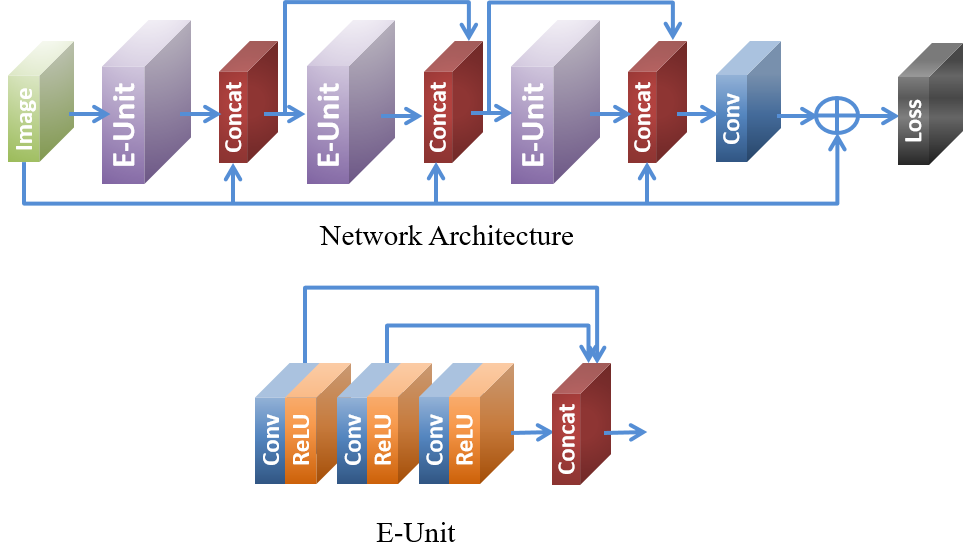 Image
E-Unit
Concat
E-Unit
Concat
E-Unit
Concat
Conv
Loss
Network Architecture
Conv
ReLU
Conv
ReLU
Conv
ReLU
Concat
E-Unit